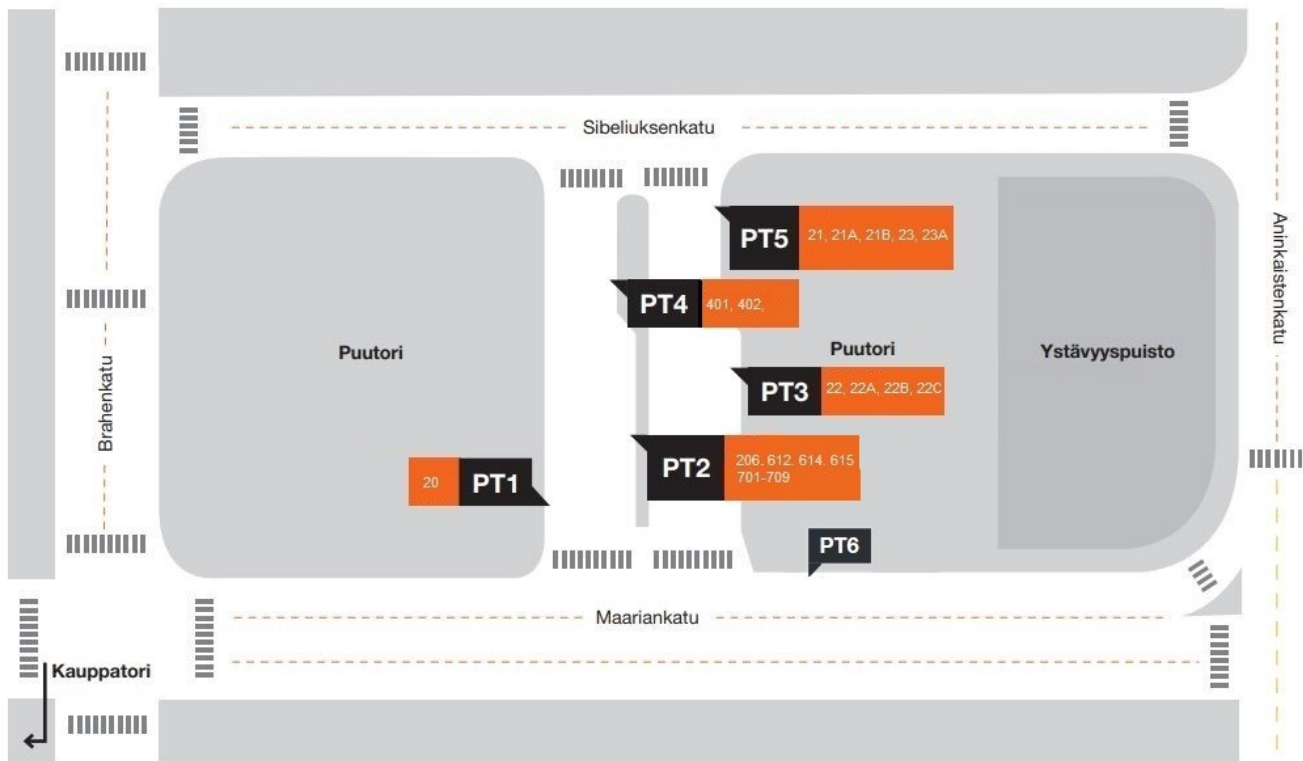 Sibeliuksenkatu
PT5
21, 21A, 21B, 23, 23A
Aninkaistenkatu
PT4
401, 402,
Puutori
Puutori
Ystävyyspuisto
Brahenkatu
PT3
22, 22A, 22B, 22C
20
PT1
PT2
206. 612. 614. 615
701-709
PT6
Maariankatu
Kauppatori